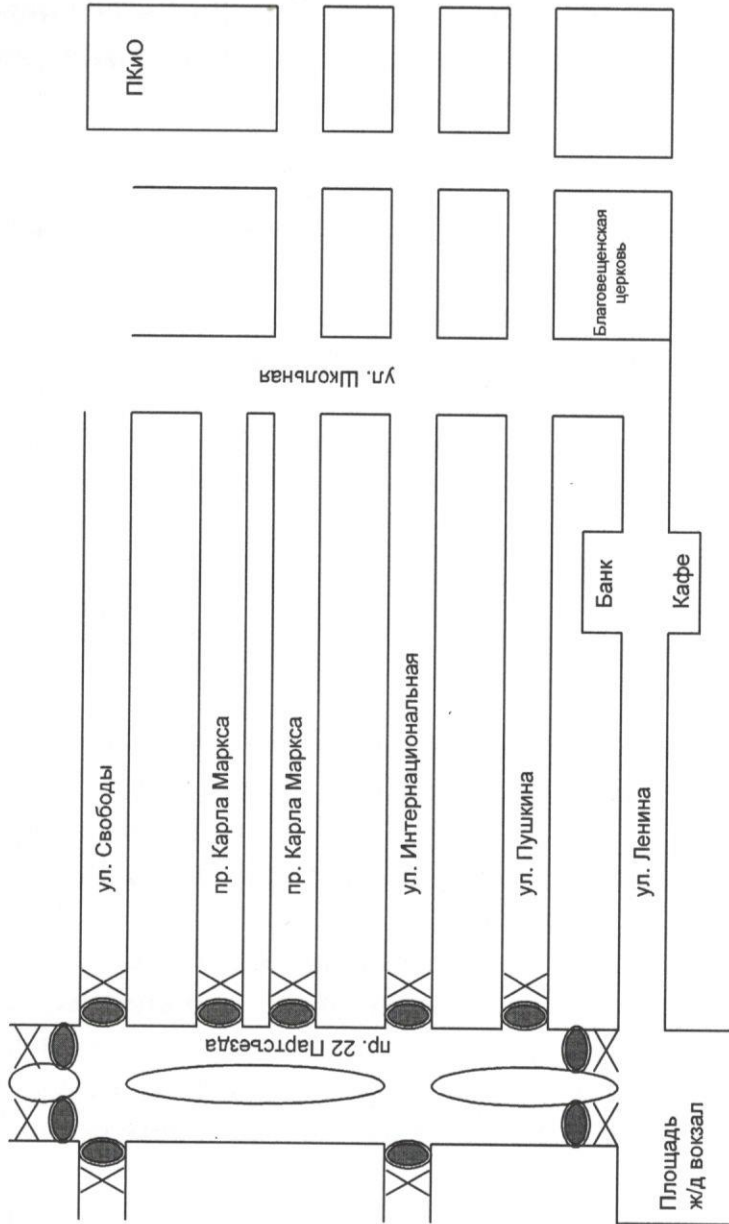 ПКиО
ул. Свободы
пр. Карла Маркса
пр. Карла Маркса
ул. Школьная
пр. 22 Партсъезда
ул. Интернациональная
ул. Пушкина
Благовещенская
церковь
Банк
ул. Ленина
Кафе
Площадь
ж/д вокзал